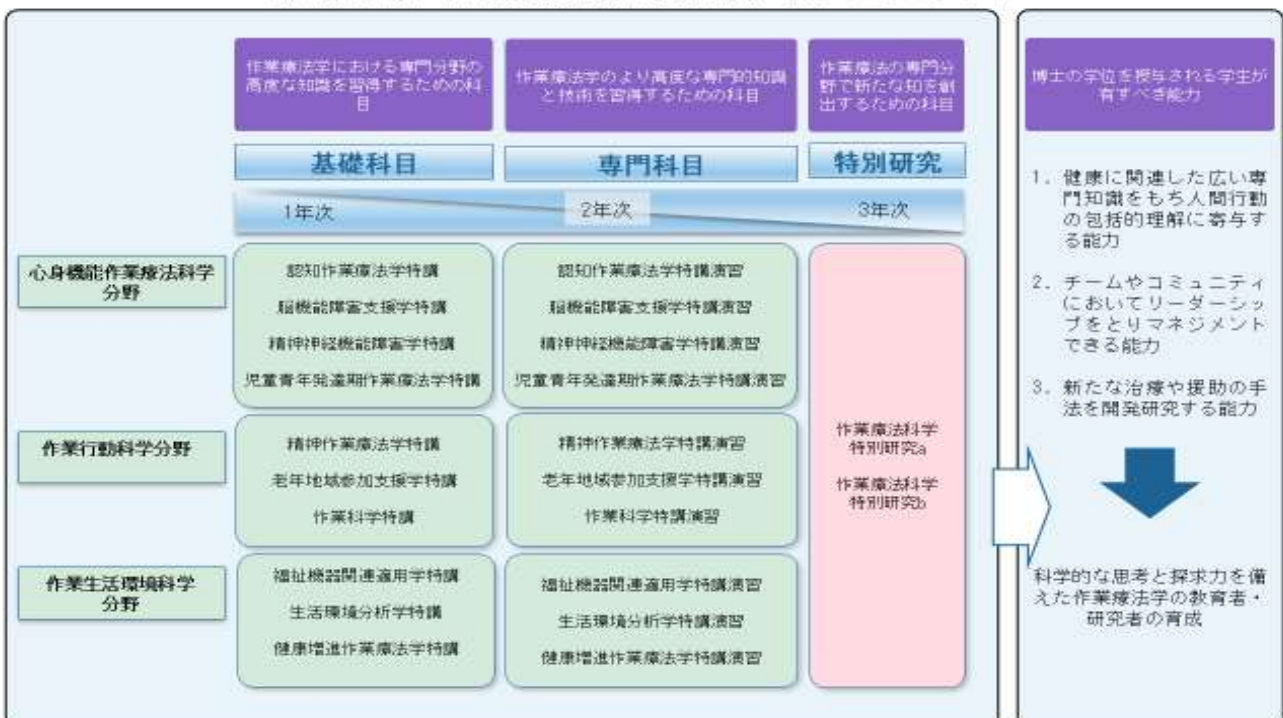 作業療法学における専門分野の
高度な知識を習得するための科
目
作業療法学のより高度な専門的知識
と技術を習得するための科目
作業療法の専門分
野で新たな知を創
出するための科目
基礎科目
専門科目
特別研究
1年次
2年次
3年次
心身機能作業療法科学
分野
認知作業療法学特講
脳機能障害支援学特講
精神神経機能障害学特講
児童青年発達期作業療法学特講
認知作業療法学特講演習
脳機能障害支援学特講演習
精神神経機能障害学特講演習
児童青年発達期作業療法学特講演習
作業行動科学分野
精神作業療法学特講
老年地域参加支援学特講
作業科学特講
精神作業療法学特講演習
老年地域参加支援学特講演習
作業科学特講演習
作業生活環境科学
分野
福祉機器関連適用学特講
生活環境分析学特講
健康増進作業療法学特講
福祉機器関連適用学特講演習
生活環境分析学特講演習
健康増進作業療法学特講演習
作業療法科学
特別研究a
作業療法科学
特別研究b
博士の学位を授与される学生が
有すべき能力
1．健康に関連した広い専
門知識をもち人間行動
の包括的理解に寄与す
る能力
2．チームやコミュニティ
においてリーダーシッ
プをとりマネジメント
できる能力
3．新たな治療や援助の手
法を開発研究する能力
科学的な思考と探求力を備
えた作業療法学の教育者・
研究者の育成